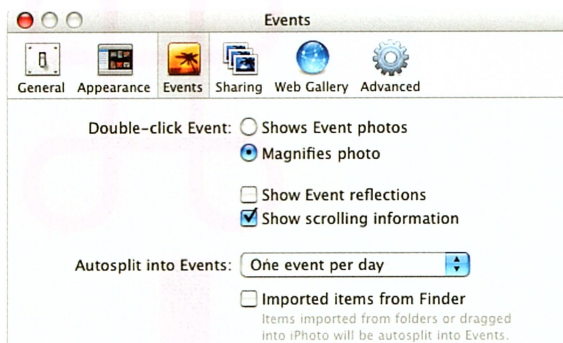 Events
General Appearance Events Sharing Web Gallery Advanced
Double-click Event: Shows Event photos
Magnifies photo
Show Event reflections
Show scrolling information
Autosplit into Events: One event per day
Imported items from Finder
Items imported from folders or dragged
into iPhoto will be autosplit into Events.